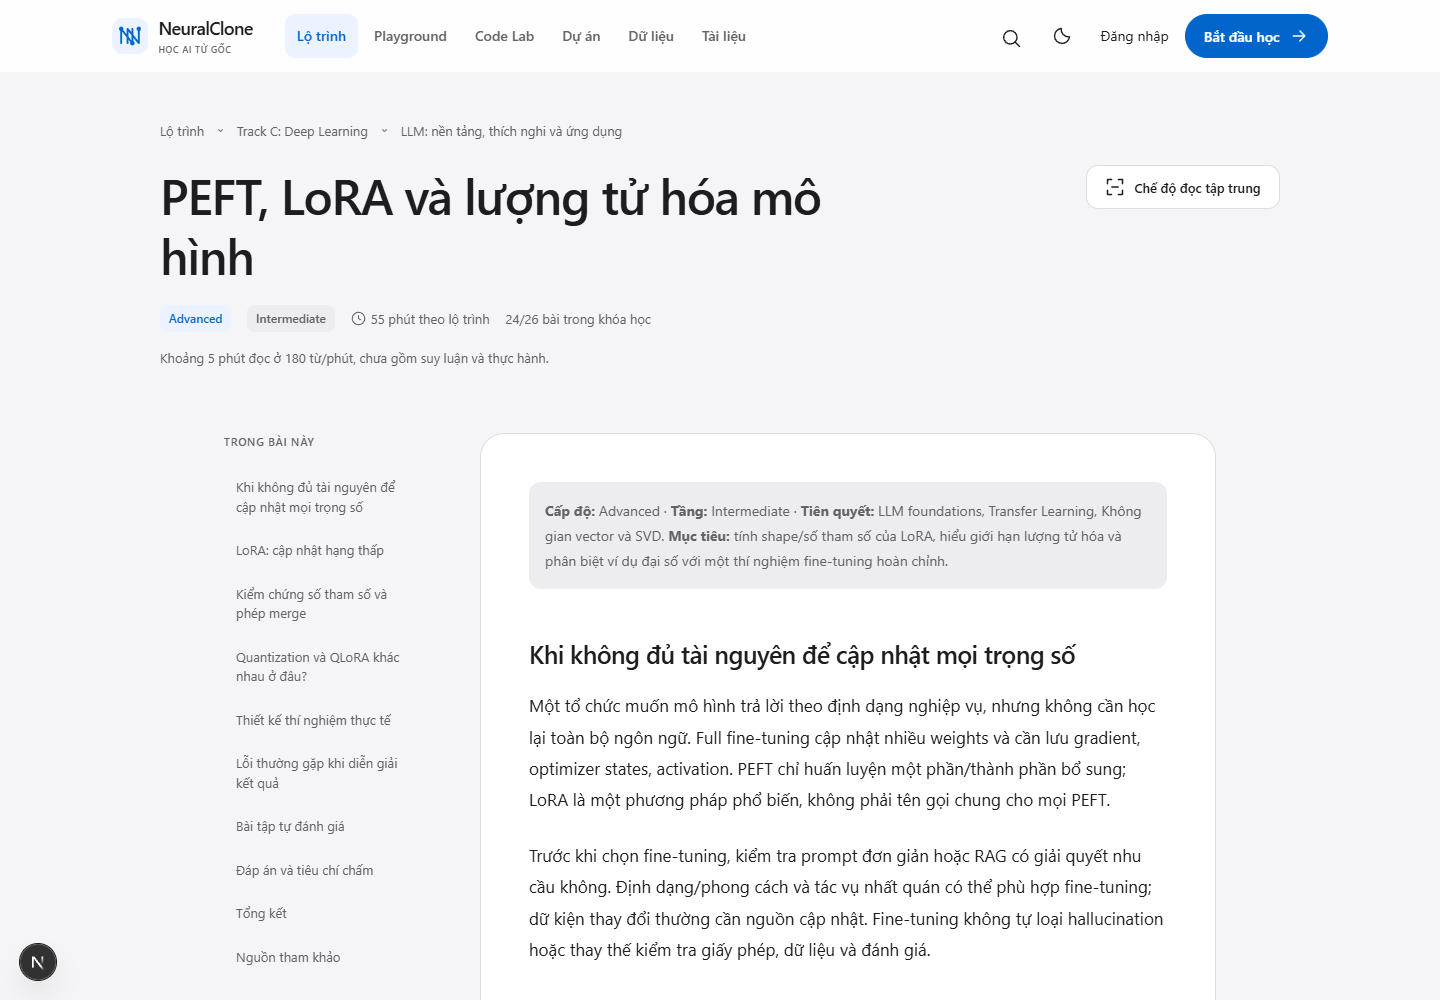 NeuralClone
HỌC AI TỪ GỐC
Lộ trình
Playground
Code Lab
Dự án
Dữ liệu
Tài liệu
Đăng nhập
Bắt đầu học
Lộ trình
Track C: Deep Learning
LLM: nền tảng, thích nghi và ứng dụng
PEFT, LoRA và lượng tử hóa mô
hình
Chế độ đọc tập trung
Advanced
Intermediate
55 phút theo lộ trình
24/26 bài trong khóa học
Khoảng 5 phút đọc ở 180 từ/phút, chưa gồm suy luận và thực hành.
TRONG BÀI NÀY
Khi không đủ tài nguyên để
cập nhật mọi trọng số
LoRA: cập nhật hạng thấp
Kiểm chứng số tham số và
phép merge
Quantization và QLoRA khác
nhau ở đâu?
Thiết kế thí nghiệm thực tế
Lỗi thường gặp khi diễn giải
kết quả
Bài tập tự đánh giá
Đáp án và tiêu chí chấm
Tổng kết
Nguồn tham khảo
Cấp độ: Advanced · Tầng: Intermediate · Tiên quyết: LLM foundations, Transfer Learning, Không
gian vector và SVD. Mục tiêu: tính shape/số tham số của LoRA, hiểu giới hạn lượng tử hóa và
phân biệt ví dụ đại số với một thí nghiệm fine-tuning hoàn chỉnh.
Khi không đủ tài nguyên để cập nhật mọi trọng số
Một tổ chức muốn mô hình trả lời theo định dạng nghiệp vụ, nhưng không cần học
lại toàn bộ ngôn ngữ. Full fine-tuning cập nhật nhiều weights và cần lưu gradient,
optimizer states, activation. PEFT chỉ huấn luyện một phần/thành phần bổ sung;
LoRA là một phương pháp phổ biến, không phải tên gọi chung cho mọi PEFT.
Trước khi chọn fine-tuning, kiểm tra prompt đơn giản hoặc RAG có giải quyết nhu
cầu không. Định dạng/phong cách và tác vụ nhất quán có thể phù hợp fine-tuning;
dữ kiện thay đổi thường cần nguồn cập nhật. Fine-tuning không tự loại hallucination
hoặc thay thế kiểm tra giấy phép, dữ liệu và đánh giá.
N